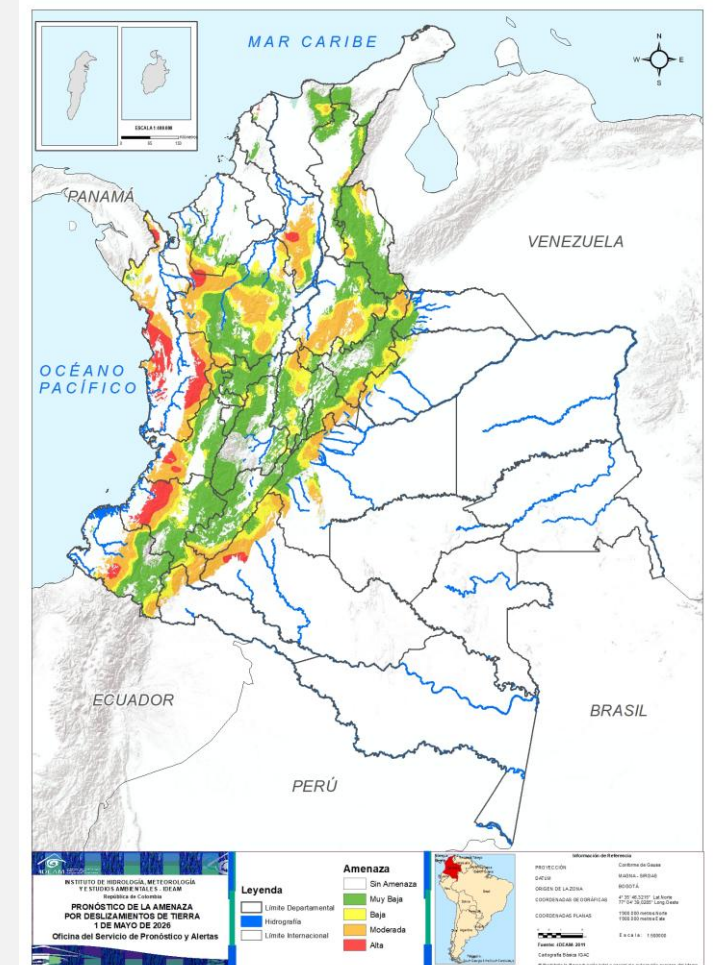 MAR CARIBE
N
W
E
S
PANAMÁ
VENEZUELA
OCÉANO
PACÍFICO
ECUADOR
BRASIL
PERÚ
IDEAM
INSTITUTO DE HIDROLOGÍA, METEOROLOGÍA
Y ESTUDIOS AMBIENTALES - IDEAM
República de Colombia
PRONÓSTICO DE LA AMENAZA
POR DESLIZAMIENTOS DE TIERRA
1 DE MAYO DE 2026
Oficina del Servicio de Pronóstico y Alertas
Leyenda
Límite Departamental
Hidrografía
Límite Internacional
Amenaza
Sin Amenaza
Muy Baja
Baja
Moderada
Alta
Información de Referencia
PROYECCIÓN
Conforme de Gauss
DATUM
MAGNA - SIRGAS
ORIGEN DE LA ZONA
BOGOTÁ
COORDENADAS GEOGRÁFICAS
COORDENADAS PLANAS
Escala:
Fuente: IDEAM 2011
Cartografía Básica IGAC